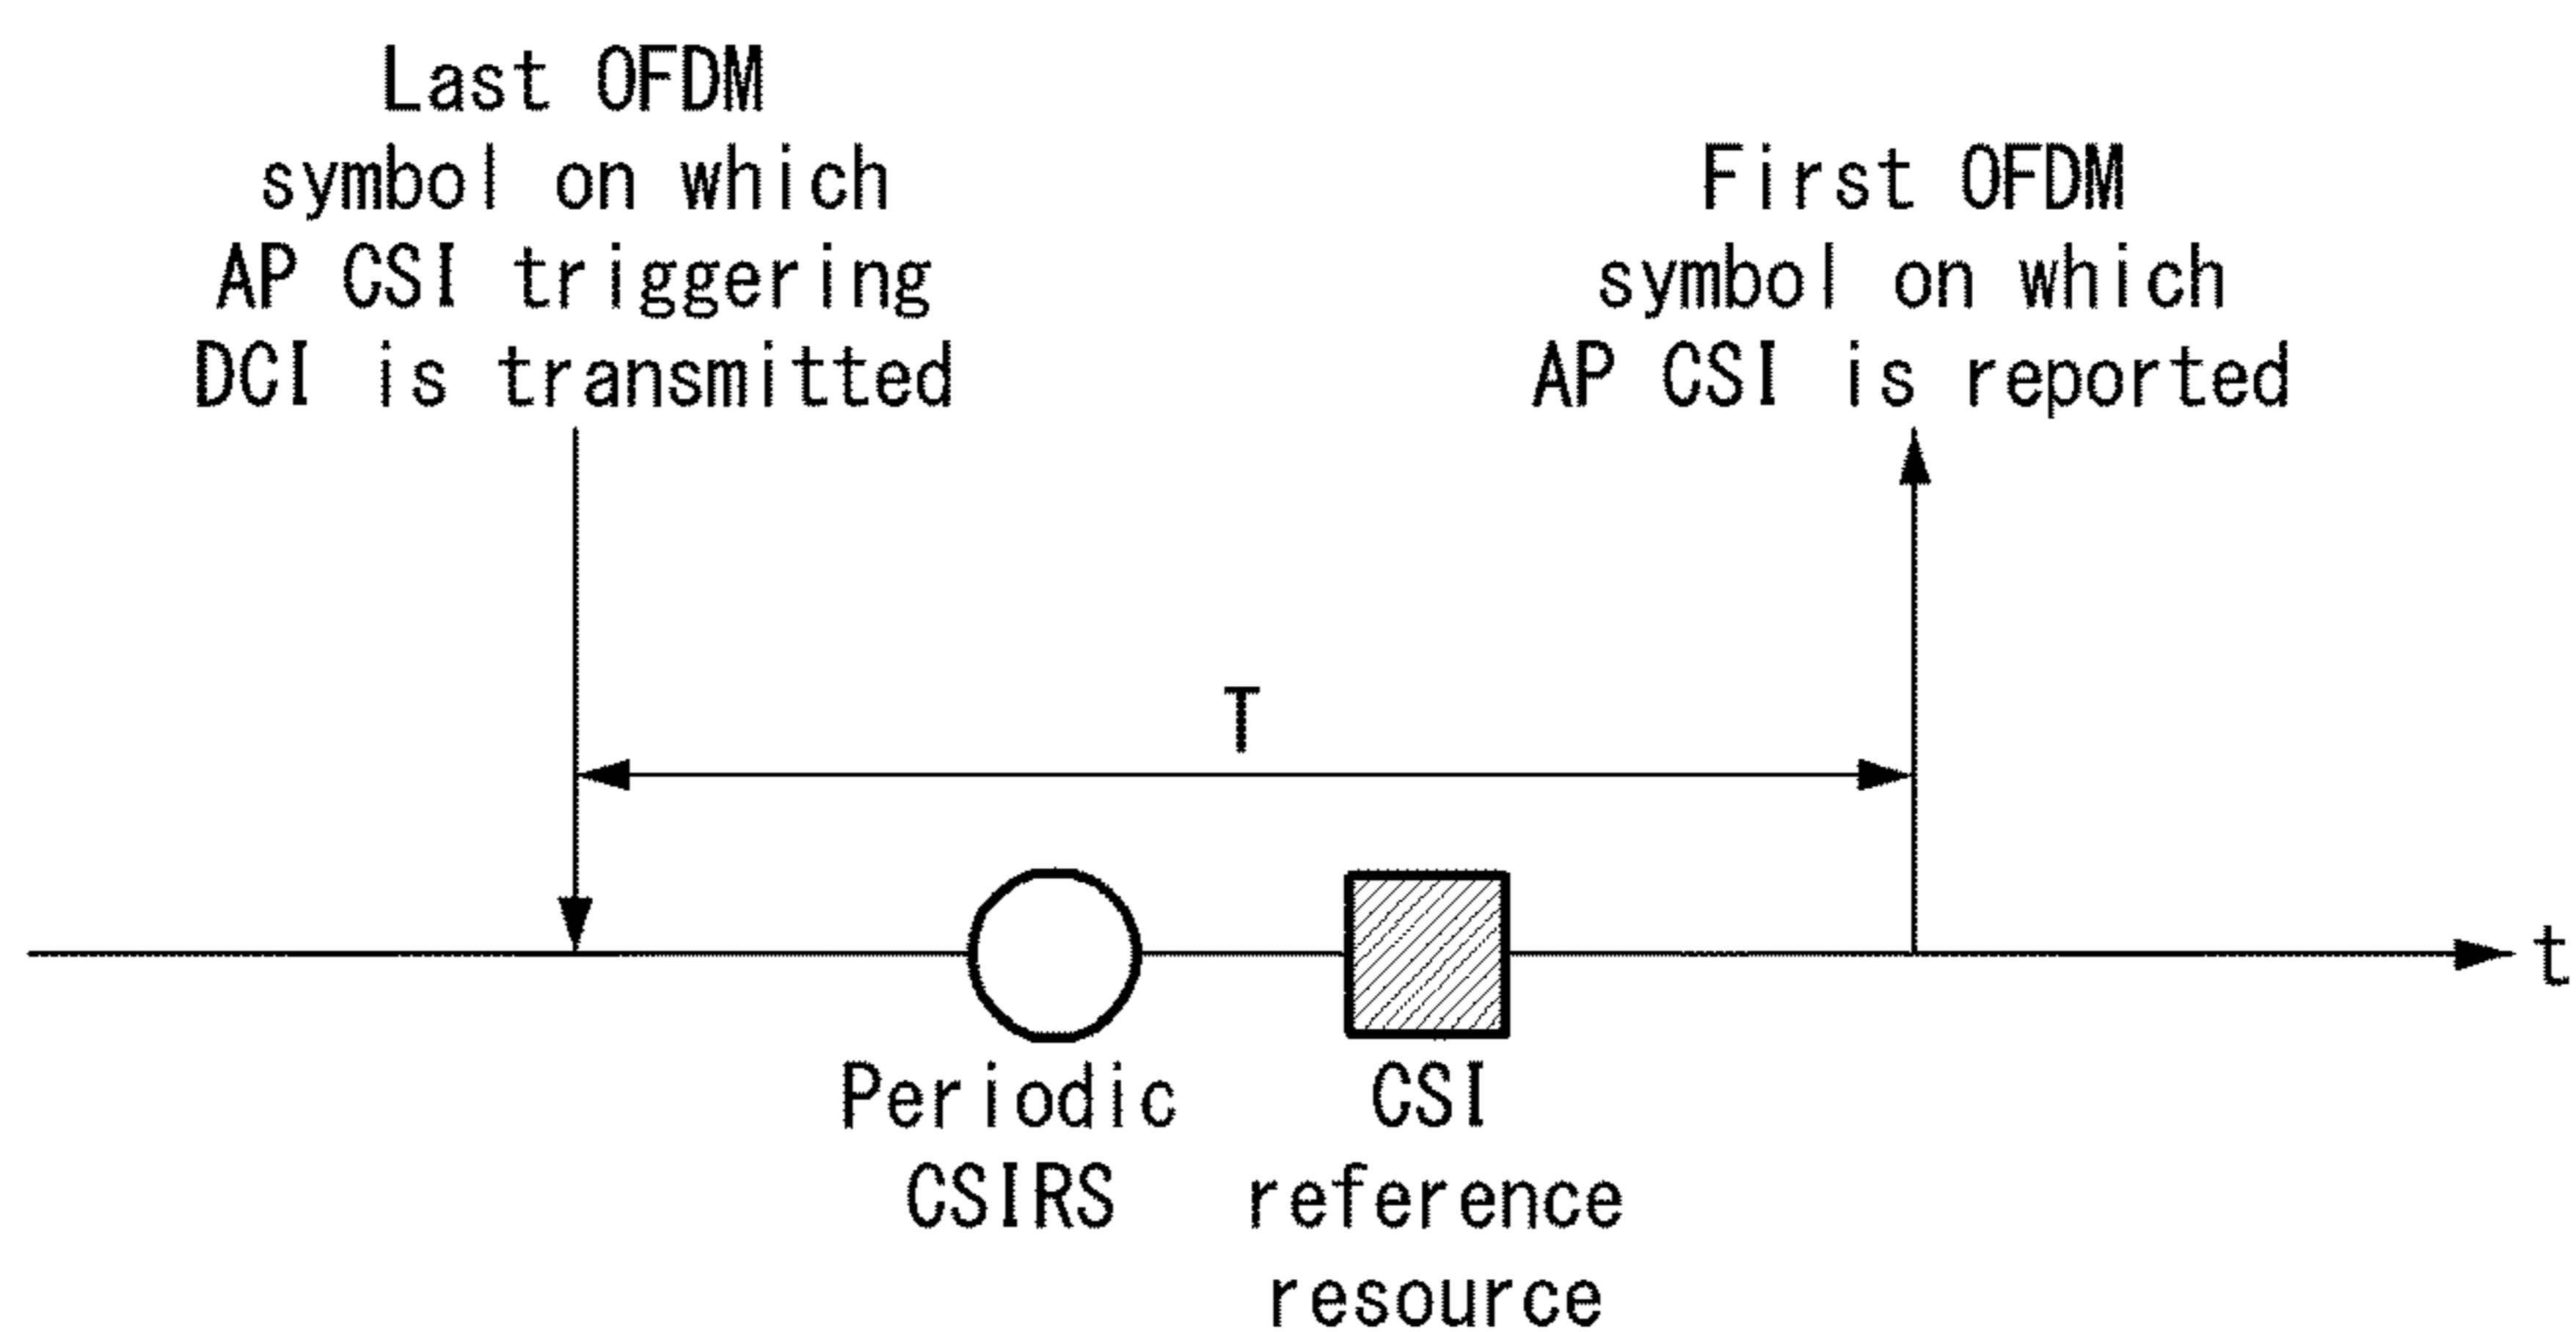 Last OFDM
symbol on which
AP CSI triggering
DCI is transmitted
First OFDM
symbol on which
AP CSI is reported
T
t
Periodic
CSIRS
CSI
reference
resource